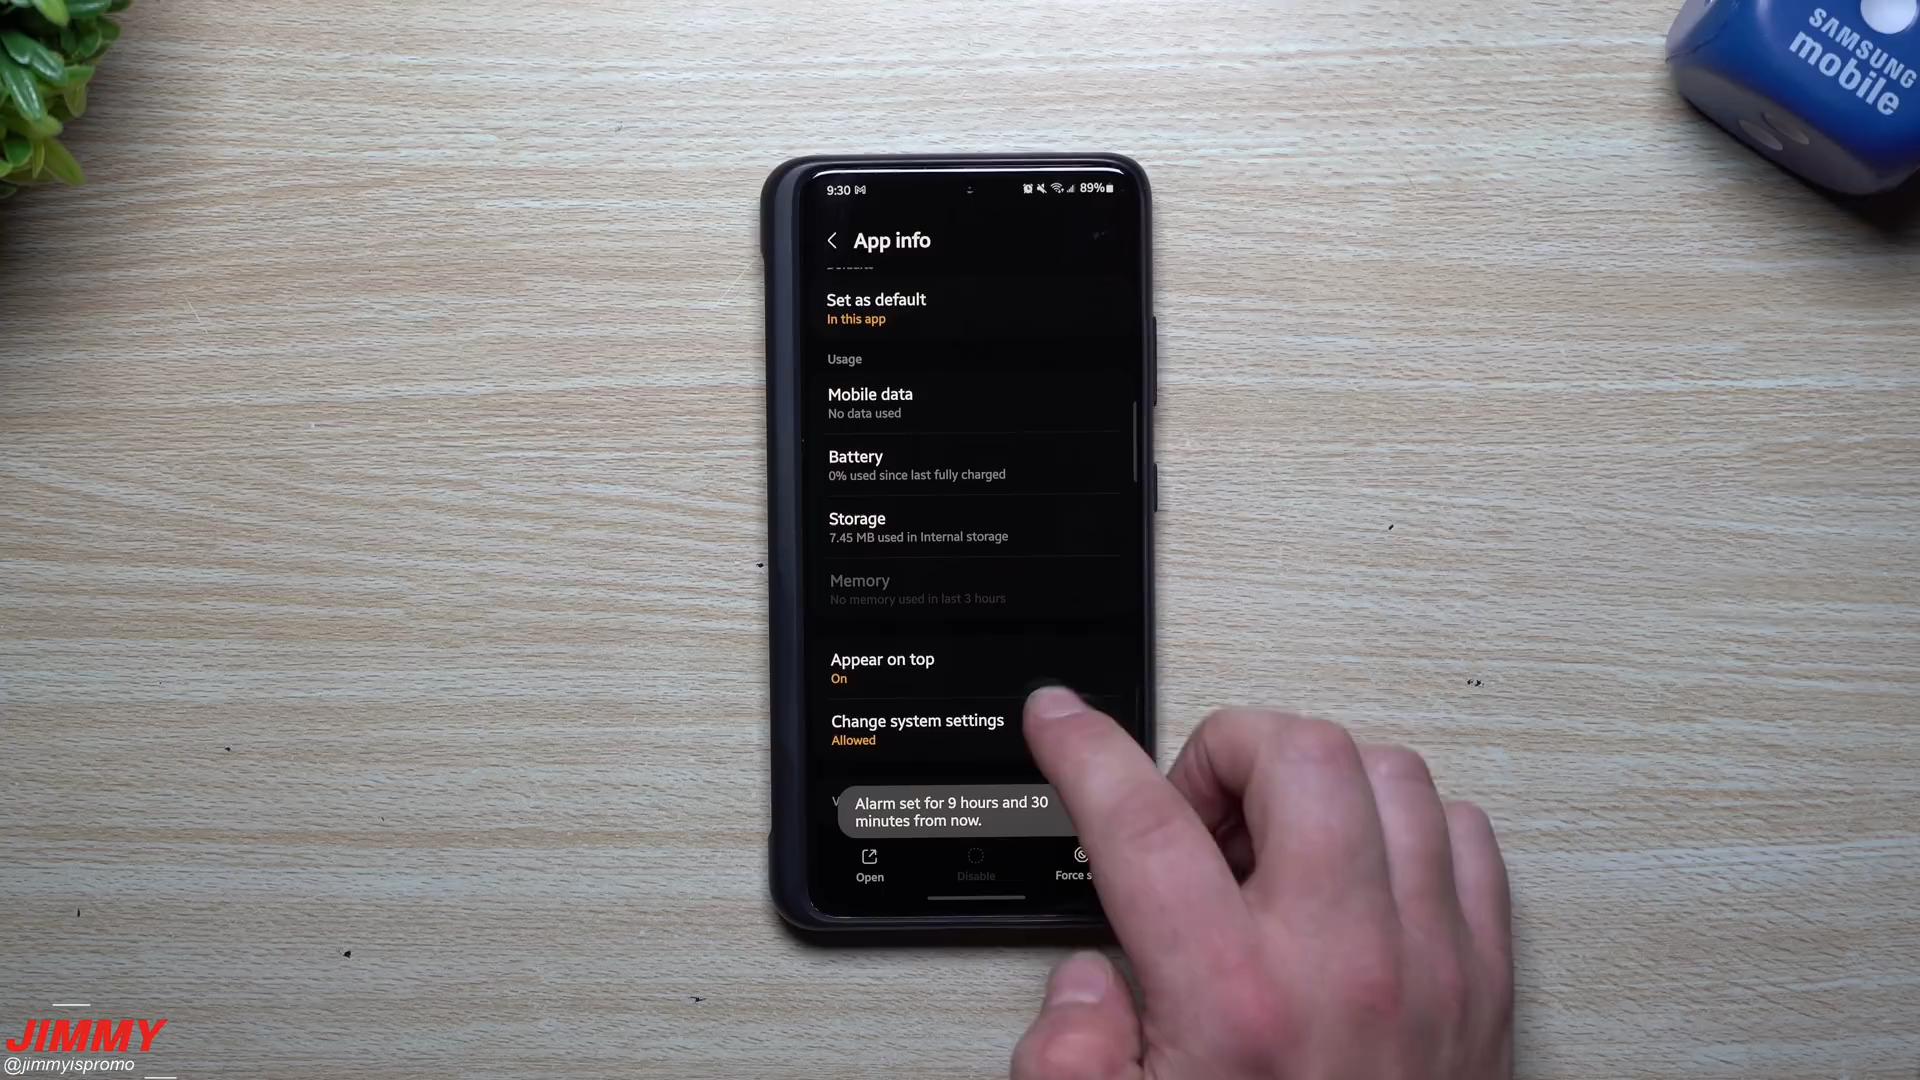 SAMSUNG
mobile
9:30
89%
App info
Set as default
In this app
Usage
Mobile data
No data used
Battery
0% used since last fully charged
Storage
7.45 MB used in Internal storage
Memory
No memory used in last 3 hours
Appear on top
On
Change system settings
Allowed
Alarm set for 9 hours and 30
minutes from now.
Open
Disable
Force s
JIMMY
@jimmyispromo